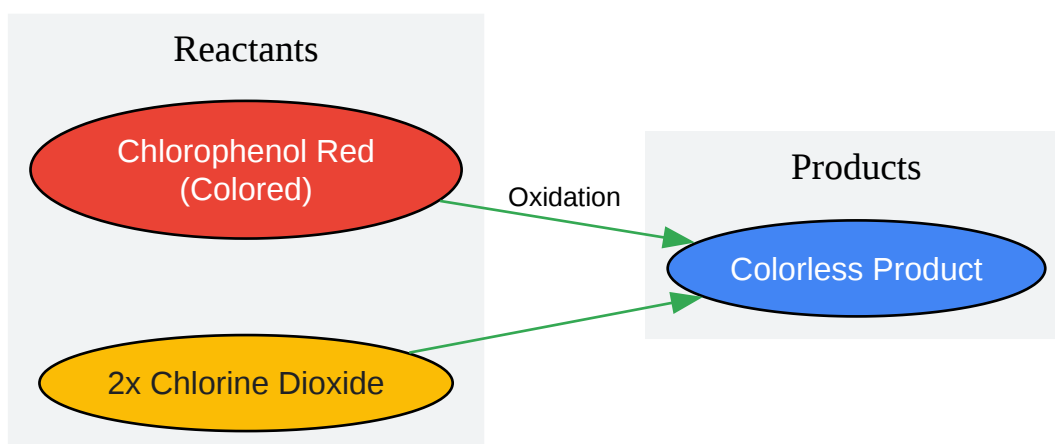 Reactants
Chlorophenol Red
(Colored)
Oxidation
Products
Colorless Product
2x Chlorine Dioxide